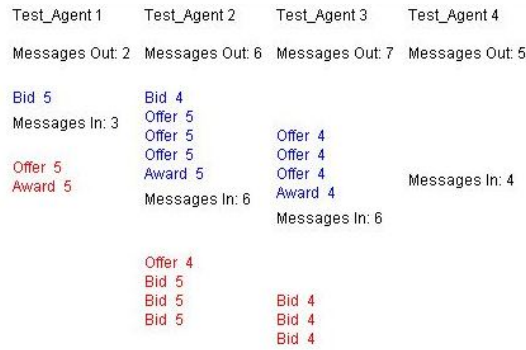 Test_Agent 1
Messages Out: 2
Bid 5
Messages In: 3
Offer 5
Award 5
Test_Agent 2
Messages Out: 6
Bid 4
Offer 5
Offer 5
Offer 5
Award 5
Messages In: 6
Offer 4
Bid 5
Bid 5
Bid 5
Test_Agent 3
Messages Out: 7
Offer 4
Offer 4
Offer 4
Award 4
Messages In: 6
Bid 4
Bid 4
Bid 4
Test_Agent 4
Messages Out: 5
Messages In: 4